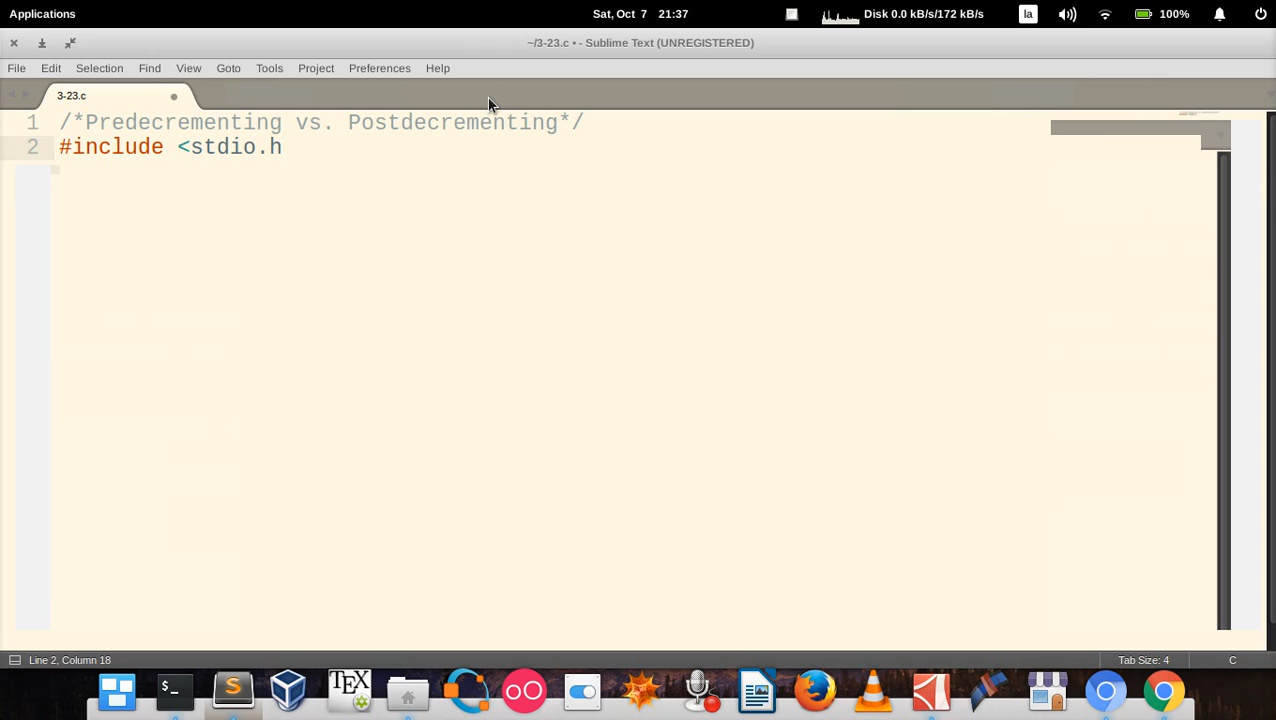 Applications
Sat, Oct 7 21:37
Disk 0.0 kB/s/172 kB/s
la
100%
~/3-23.c • - Sublime Text (UNREGISTERED)
File Edit Selection Find View Goto Tools Project Preferences Help
3-23.c
1 /*Predecrementing vs. Postdecrementing*/
2 #include <stdio.h
Line 2, Column 18
Tab Size: 4
C
>_
S
TEX